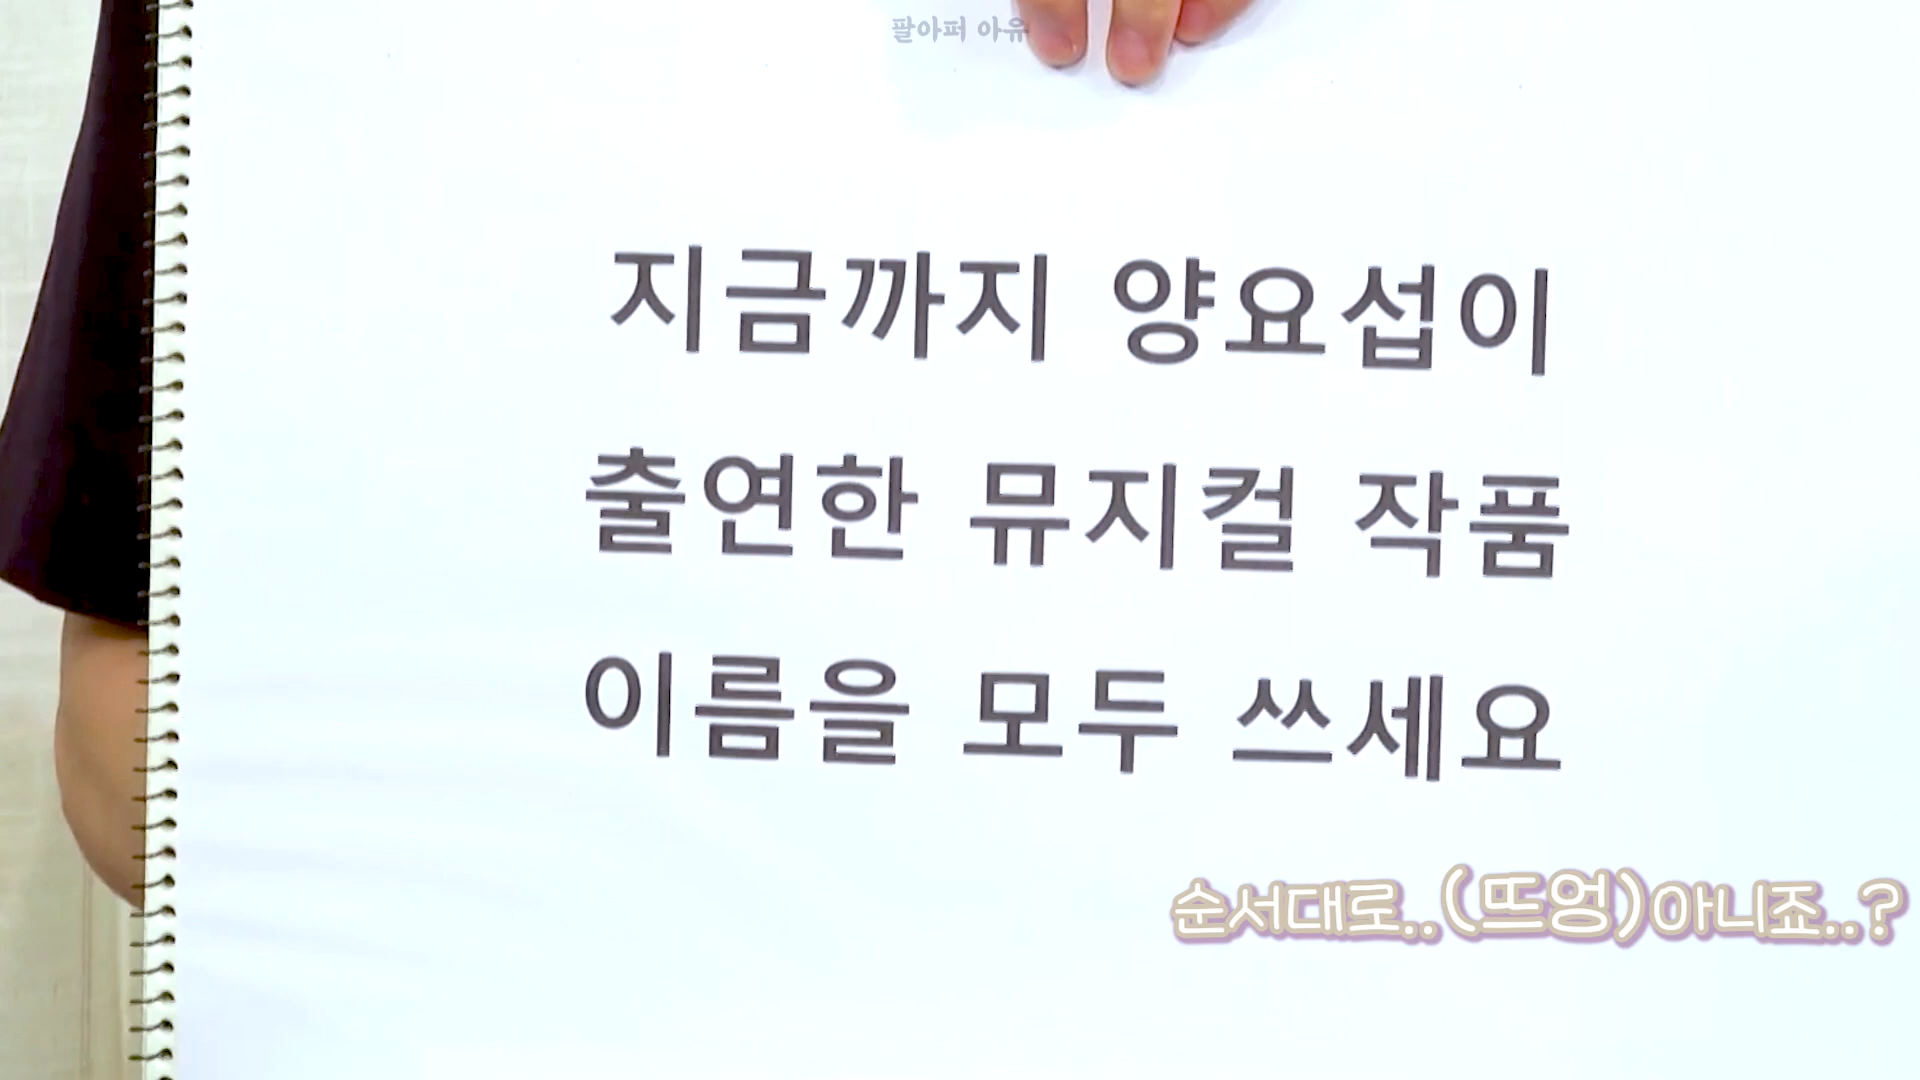 팔아퍼 아유
지금까지 양요섭이
출연한 뮤지컬 작품
이름을 모두 쓰세요
순서대로..(뜨엉)아니죠..?